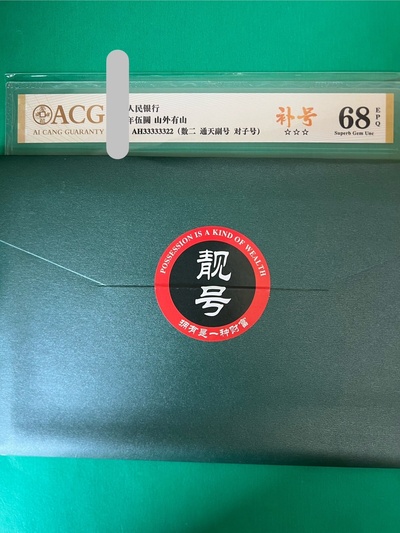 ACG
AI CANG GUARANTY
人民银行
年伍圆 山外有山
AH33333322（数二 通天副号 对子号）
补号
☆☆☆
68
EPQ
Superb Gem Unc
POSSESSION IS A KIND OF WEALTH
靓号
拥有是一种财富